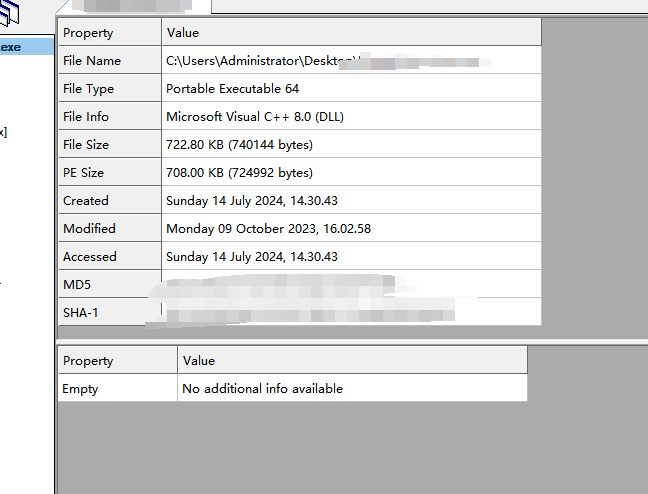 .exe
x]
Property Value
File Name C:\Users\Administrator\Desktop\
File Type Portable Executable 64
File Info Microsoft Visual C++ 8.0 (DLL)
File Size 722.80 KB (740144 bytes)
PE Size 708.00 KB (724992 bytes)
Created Sunday 14 July 2024, 14.30.43
Modified Monday 09 October 2023, 16.02.58
Accessed Sunday 14 July 2024, 14.30.43
MD5
SHA-1
Property Value
Empty No additional info available